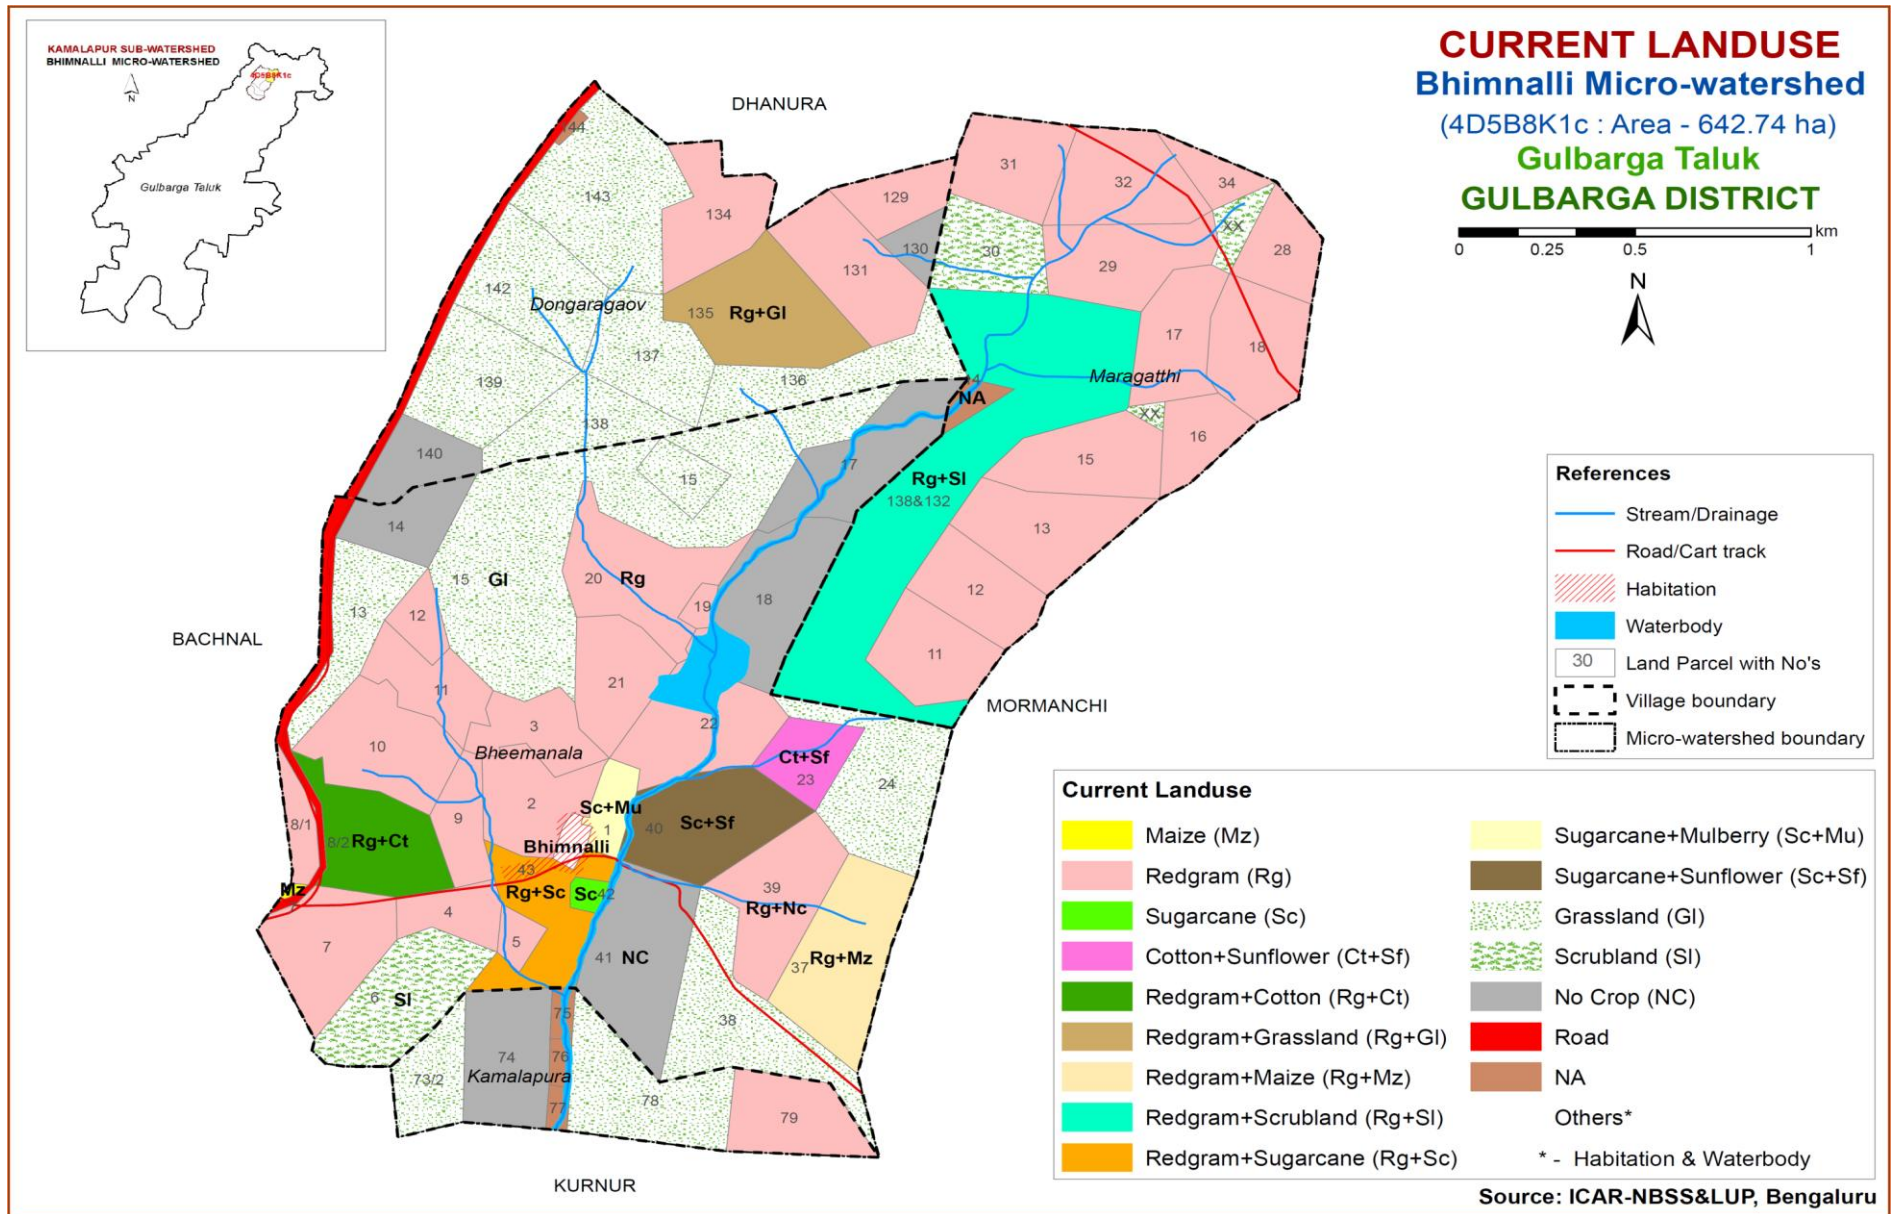 KAMALAPUR SUB-WATERSHED
BHIMNALLI MICRO-WATERSHED
N
4D5B8K1c
Gulbarga Taluk
CURRENT LANDUSE
Bhimnalli Micro-watershed
(4D5B8K1c : Area - 642.74 ha)
Gulbarga Taluk
GULBARGA DISTRICT
0 0.25 0.5 1 km
N
DHANURA
144
143
134
129
130
131
31
32
34
XX
28
30
29
142
Dongaragaov
135 Rg+Gl
137
139
136
138
17
18
Maragatthi
14
NA
XX
16
15
140
14
15
17
Rg+Sl
138&132
13
12
11
BACHNAL
13
12
15 Gl
20 Rg
19
18
21
22
MORMANCHI
11
3
10
Bheemanala
2
Sc+Mu
1
Bhimnalli
Ct+Sf
23
24
40 Sc+Sf
8/1
8/2 Rg+Ct
9
43
Rg+Sc
Sc 42
Mz
39
Rg+Nc
4
5
7
6 Sl
41 NC
37 Rg+Mz
38
75
74
76
Kamalapura
73/2
77
78
79
KURNUR
References
Stream/Drainage
Road/Cart track
Habitation
Waterbody
30 Land Parcel with No's
Village boundary
Micro-watershed boundary
Current Landuse
Maize (Mz)
Redgram (Rg)
Sugarcane (Sc)
Cotton+Sunflower (Ct+Sf)
Redgram+Cotton (Rg+Ct)
Redgram+Grassland (Rg+Gl)
Redgram+Maize (Rg+Mz)
Redgram+Scrubland (Rg+Sl)
Redgram+Sugarcane (Rg+Sc)
Sugarcane+Mulberry (Sc+Mu)
Sugarcane+Sunflower (Sc+Sf)
Grassland (Gl)
Scrubland (Sl)
No Crop (NC)
Road
NA
Others*
* - Habitation & Waterbody
Source: ICAR-NBSS&LUP, Bengaluru